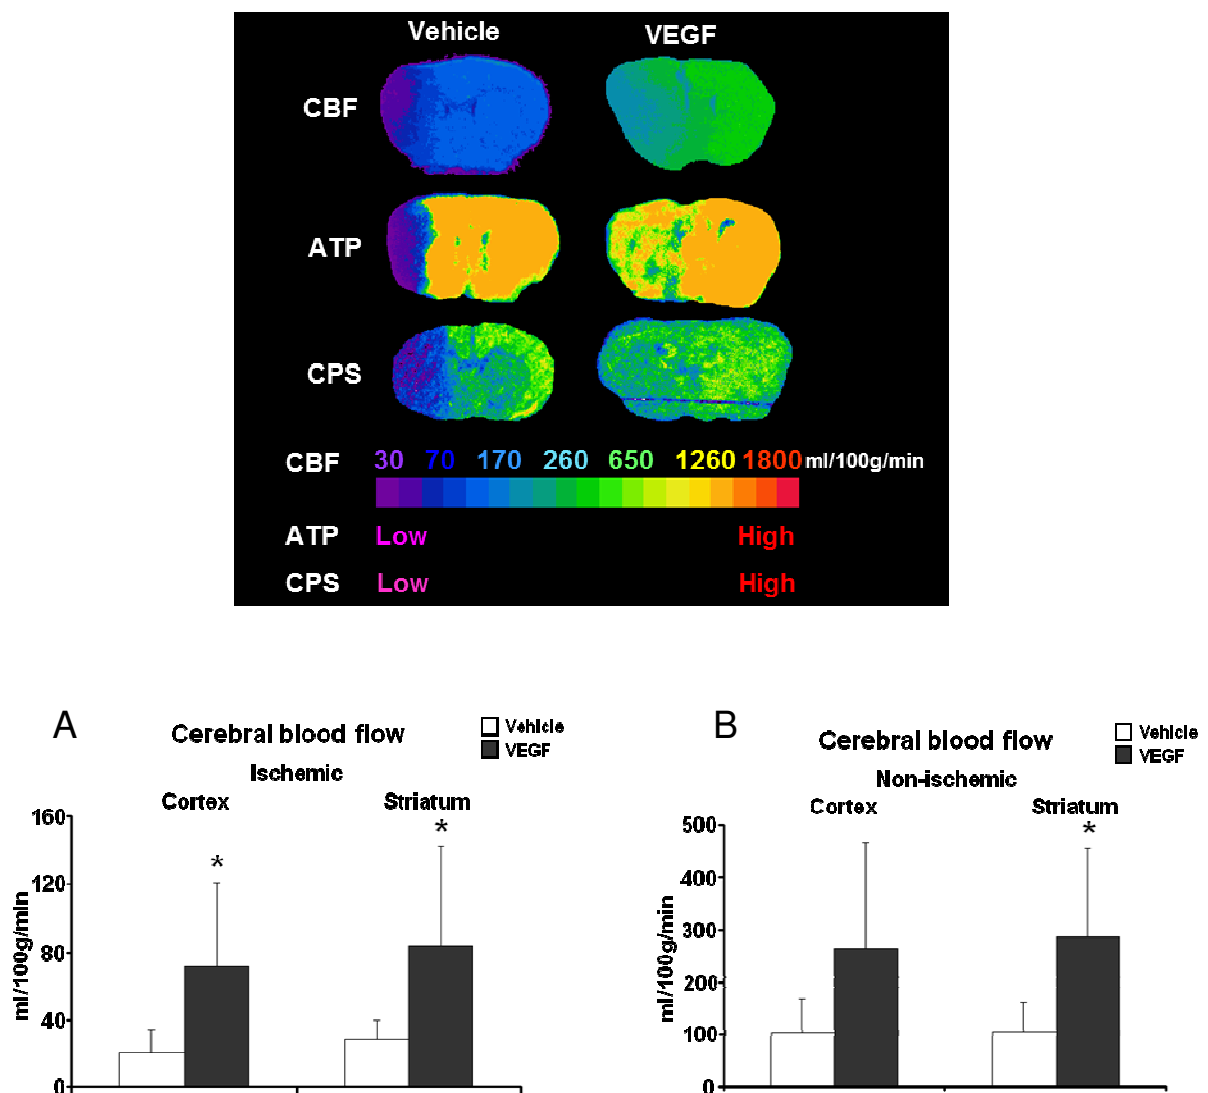 Vehicle VEGF
CBF
ATP
CPS
CBF 30 70 170 260 650 1260 1800 ml/100g/min
ATP Low High
CPS Low High
A
Cerebral blood flow
Ischemic
Vehicle
VEGF
Cortex Striatum
* *
160
120
80
40
0
ml/100g/min
B
Cerebral blood flow
Non-ischemic
Vehicle
VEGF
Cortex Striatum
*
500
400
300
200
100
0
ml/100g/min